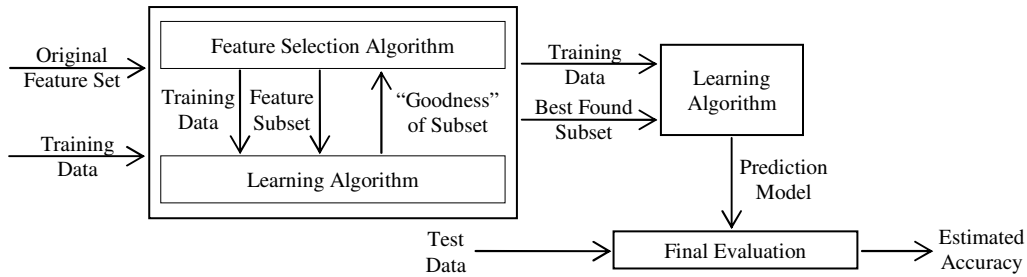 Original
Feature Set
Training
Data
Feature Selection Algorithm
Training
Data
Feature
Subset
“Goodness”
of Subset
Learning Algorithm
Training
Data
Best Found
Subset
Learning
Algorithm
Prediction
Model
Test
Data
Final Evaluation
Estimated
Accuracy